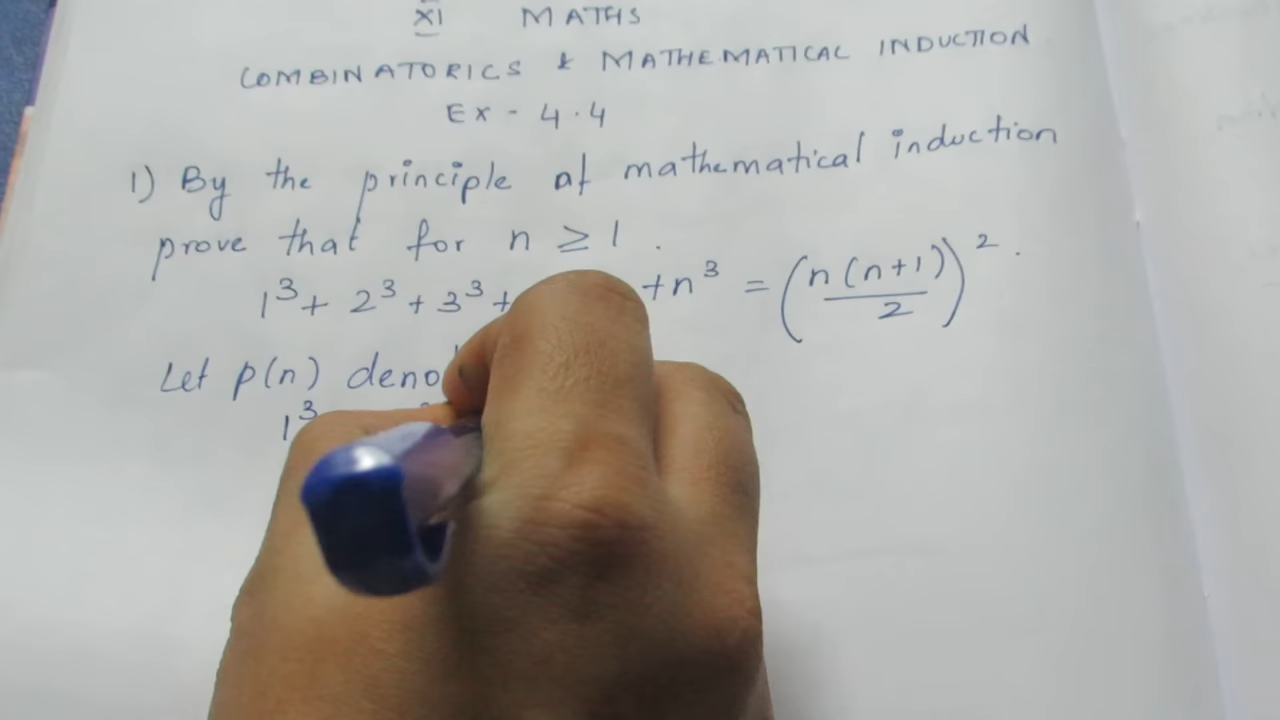 XI MATHS
COMBINATORICS & MATHEMATICAL INDUCTION
Ex - 4.4
1) By the principle of mathematical induction
prove that for n ≥ 1.
1³ + 2³ + 3³ + + n³ = (n(n+1)/2)².
Let p(n)
1³